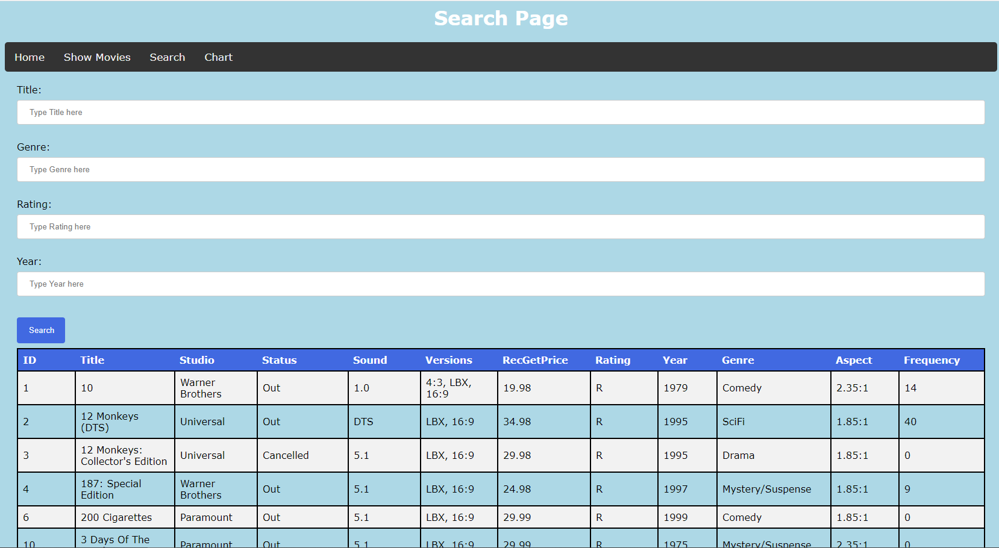 Search Page
Home Show Movies Search Chart
Title:
Type Title here
Genre:
Type Genre here
Rating:
Type Rating here
Year:
Type Year here
Search
ID Title Studio Status Sound Versions RecGetPrice Rating Year Genre Aspect Frequency
1 10 Warner Brothers Out 1.0 4:3, LBX, 16:9 19.98 R 1979 Comedy 2.35:1 14
2 12 Monkeys (DTS) Universal Out DTS LBX, 16:9 34.98 R 1995 SciFi 1.85:1 40
3 12 Monkeys: Collector's Edition Universal Cancelled 5.1 LBX, 16:9 29.98 R 1995 Drama 1.85:1 0
4 187: Special Edition Warner Brothers Out 5.1 LBX, 16:9 24.98 R 1997 Mystery/Suspense 1.85:1 9
6 200 Cigarettes Paramount Out 5.1 LBX, 16:9 29.99 R 1999 Comedy 1.85:1 0
10 3 Days Of The Paramount Out 5.1 LBX, 16:9 29.99 R 1975 Mystery/Suspense 2.35:1 0